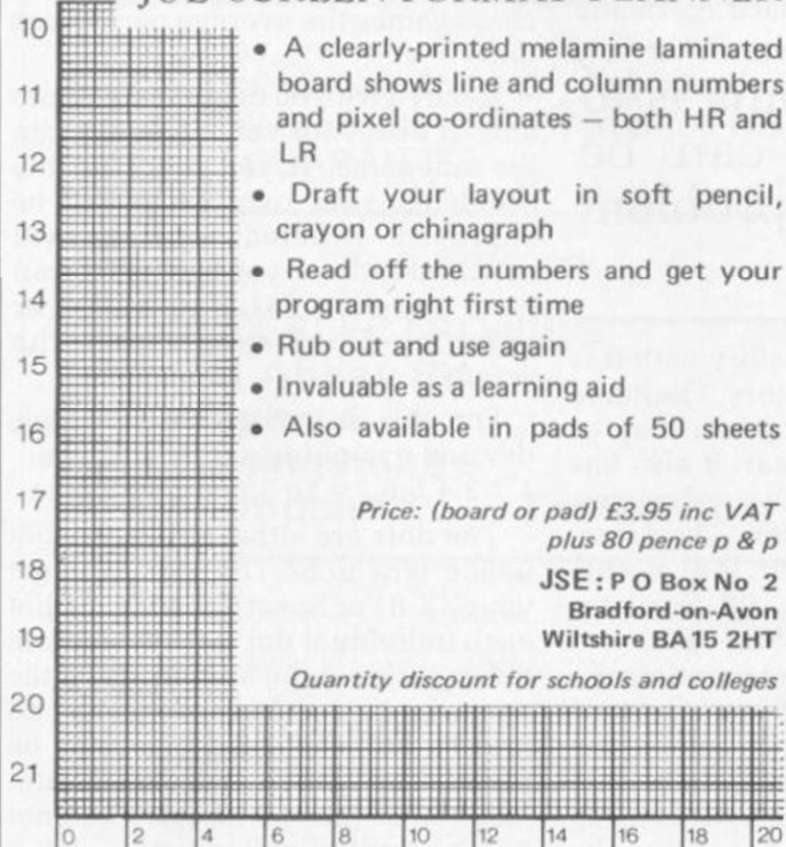 10
• A clearly-printed melamine laminated
11
board shows line and column numbers
and pixel co-ordinates — both HR and
12
LR
• Draft your layout in soft pencil,
13
crayon or chinagraph
• Read off the numbers and get your
14
program right first time
• Rub out and use again
15
• Invaluable as a learning aid
16
• Also available in pads of 50 sheets
17
Price: (board or pad) £3.95 inc VAT
plus 80 pence p & p
18
JSE : P O Box No 2
Bradford-on-Avon
19
Wiltshire BA15 2HT
Quantity discount for schools and colleges
20
21
0 2 4 6 8 10 12 14 16 18 20